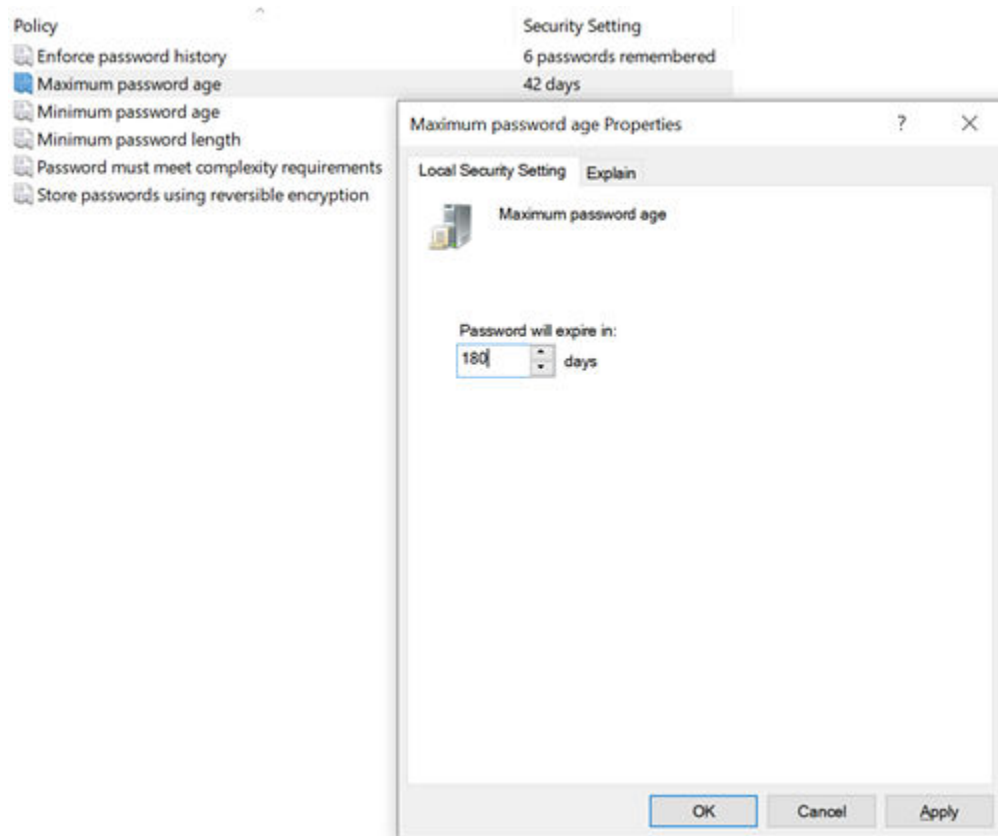 Policy Security Setting
Enforce password history 6 passwords remembered
Maximum password age 42 days
Minimum password age
Minimum password length
Password must meet complexity requirements
Store passwords using reversible encryption
Maximum password age Properties ?
Local Security Setting Explain
Maximum password age
Password will expire in:
180 days
OK Cancel Apply